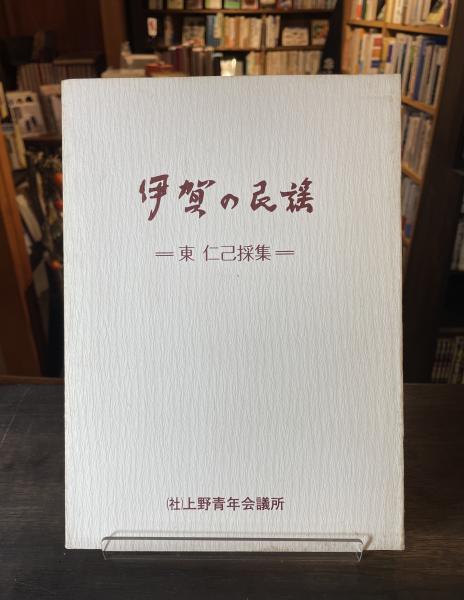 伊賀の民謡
＝東 仁己採集＝
㈳上野青年会議所